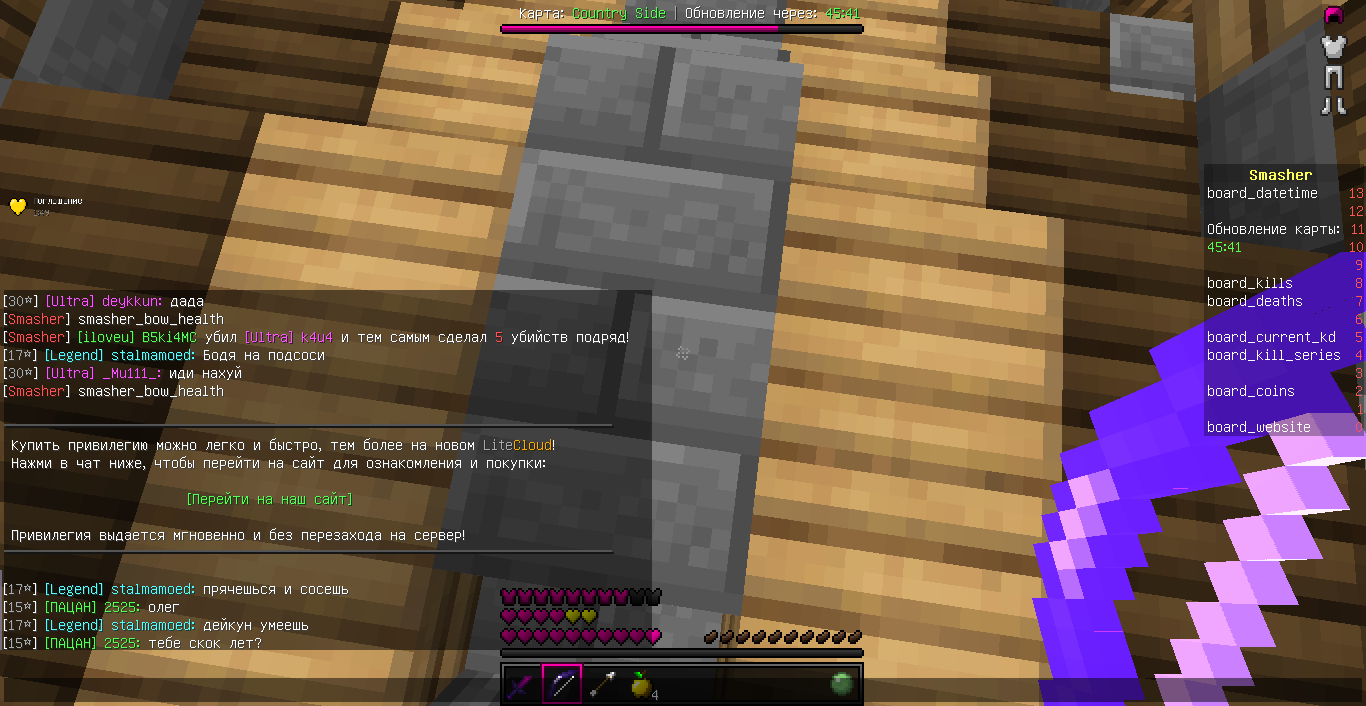 Карта: Country Side | Обновление через: 45:41
Smasher
board_datetime 13
12
Обновление карты: 11
45:41 10
9
board_kills 8
board_deaths 7
6
board_current_kd 5
board_kill_series 4
3
board_coins 2
1
board_website 0
[30*] [Ultra] deykkun: дада
[Smasher] smasher_bow_health
[Smasher] [iloveu] B5ki4MC убил [Ultra] k4u4 и тем самым сделал 5 убийств подряд!
[17*] [Legend] stalmamoed: Бодя на подсоси
[30*] [Ultra] _Mu111_: иди нахуй
[Smasher] smasher_bow_health
Купить привилегию можно легко и быстро, тем более на новом LiteCloud!
Нажми в чат ниже, чтобы перейти на сайт для ознакомления и покупки:
[Перейти на наш сайт]
Привилегия выдается мгновенно и без перезахода на сервер!
[17*] [Legend] stalmamoed: прячешься и сосешь
[15*] [ПАЦАН] 2525: олег
[17*] [Legend] stalmamoed: дейкун умеешь
[15*] [ПАЦАН] 2525: тебе скок лет?
4